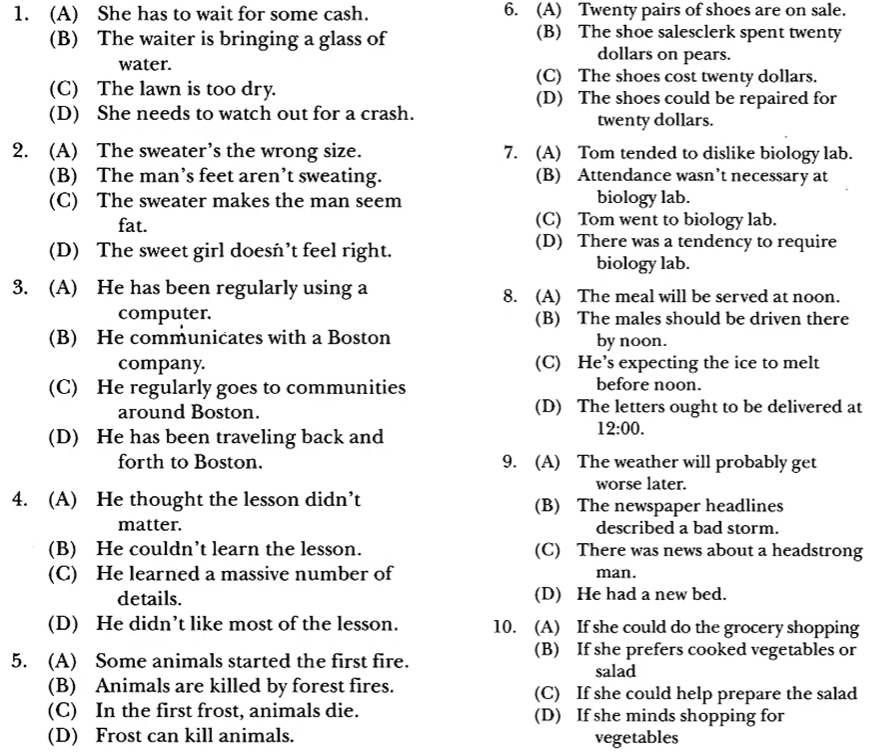 1. (A) She has to wait for some cash.
(B) The waiter is bringing a glass of
water.
(C) The lawn is too dry.
(D) She needs to watch out for a crash.
2. (A) The sweater's the wrong size.
(B) The man's feet aren't sweating.
(C) The sweater makes the man seem
fat.
(D) The sweet girl doesn't feel right.
3. (A) He has been regularly using a
computer.
(B) He communicates with a Boston
company.
(C) He regularly goes to communities
around Boston.
(D) He has been traveling back and
forth to Boston.
4. (A) He thought the lesson didn't
matter.
(B) He couldn't learn the lesson.
(C) He learned a massive number of
details.
(D) He didn't like most of the lesson.
5. (A) Some animals started the first fire.
(B) Animals are killed by forest fires.
(C) In the first frost, animals die.
(D) Frost can kill animals.
6. (A) Twenty pairs of shoes are on sale.
(B) The shoe salesclerk spent twenty
dollars on pears.
(C) The shoes cost twenty dollars.
(D) The shoes could be repaired for
twenty dollars.
7. (A) Tom tended to dislike biology lab.
(B) Attendance wasn't necessary at
biology lab.
(C) Tom went to biology lab.
(D) There was a tendency to require
biology lab.
8. (A) The meal will be served at noon.
(B) The males should be driven there
by noon.
(C) He's expecting the ice to melt
before noon.
(D) The letters ought to be delivered at
12:00.
9. (A) The weather will probably get
worse later.
(B) The newspaper headlines
described a bad storm.
(C) There was news about a headstrong
man.
(D) He had a new bed.
10. (A) If she could do the grocery shopping
(B) If she prefers cooked vegetables or
salad
(C) If she could help prepare the salad
(D) If she minds shopping for
vegetables